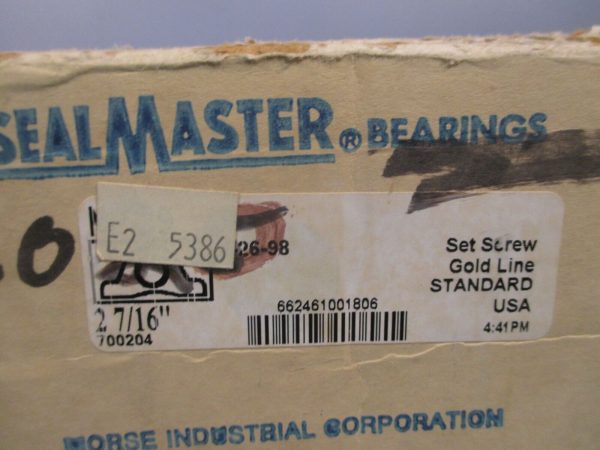 SEALMASTER® BEARINGS
E2 5386
26-98
Set Screw
Gold Line
STANDARD
USA
4:41PM
662461001806
2 7/16"
700204
MORSE INDUSTRIAL CORPORATION